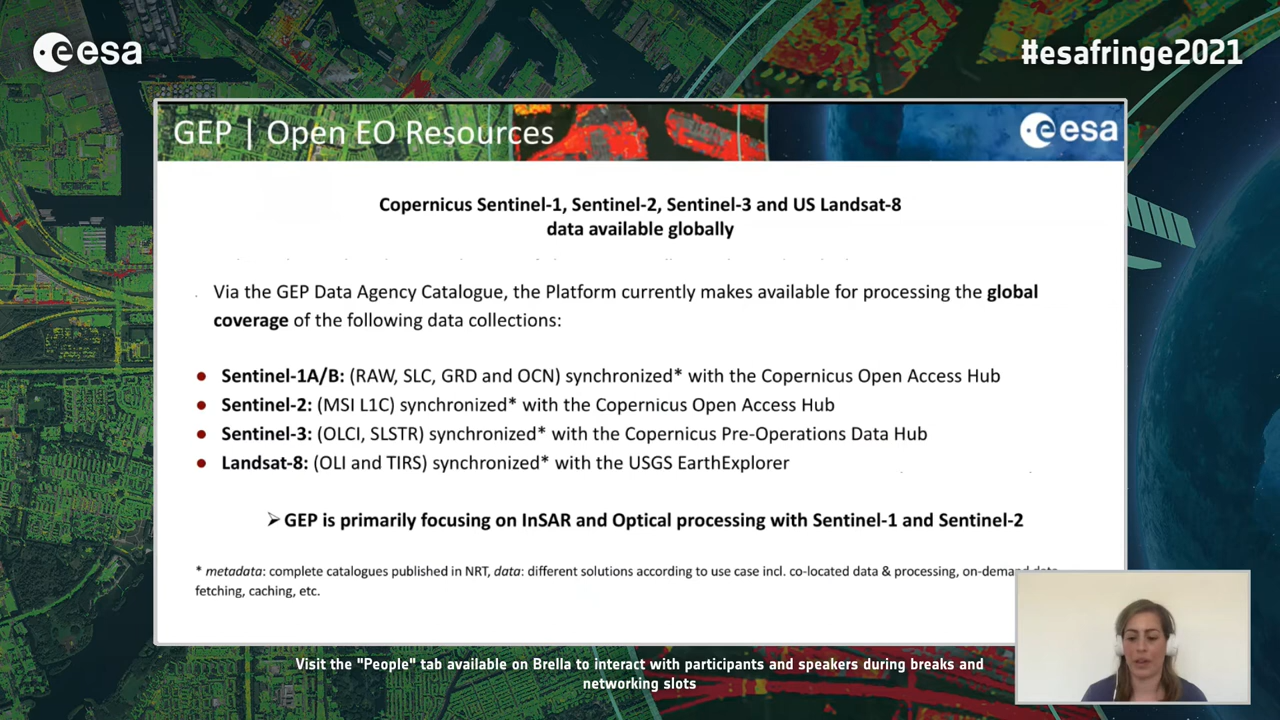 esa
#esafringe2021
GEP | Open EO Resources
esa
Copernicus Sentinel-1, Sentinel-2, Sentinel-3 and US Landsat-8
data available globally
Via the GEP Data Agency Catalogue, the Platform currently makes available for processing the global
coverage of the following data collections:
● Sentinel-1A/B: (RAW, SLC, GRD and OCN) synchronized* with the Copernicus Open Access Hub
● Sentinel-2: (MSI L1C) synchronized* with the Copernicus Open Access Hub
● Sentinel-3: (OLCI, SLSTR) synchronized* with the Copernicus Pre-Operations Data Hub
● Landsat-8: (OLI and TIRS) synchronized* with the USGS EarthExplorer
➢ GEP is primarily focusing on InSAR and Optical processing with Sentinel-1 and Sentinel-2
* metadata: complete catalogues published in NRT, data: different solutions according to use case incl. co-located data & processing, on-demand data
fetching, caching, etc.
Visit the "People" tab available on Brella to interact with participants and speakers during breaks and
networking slots